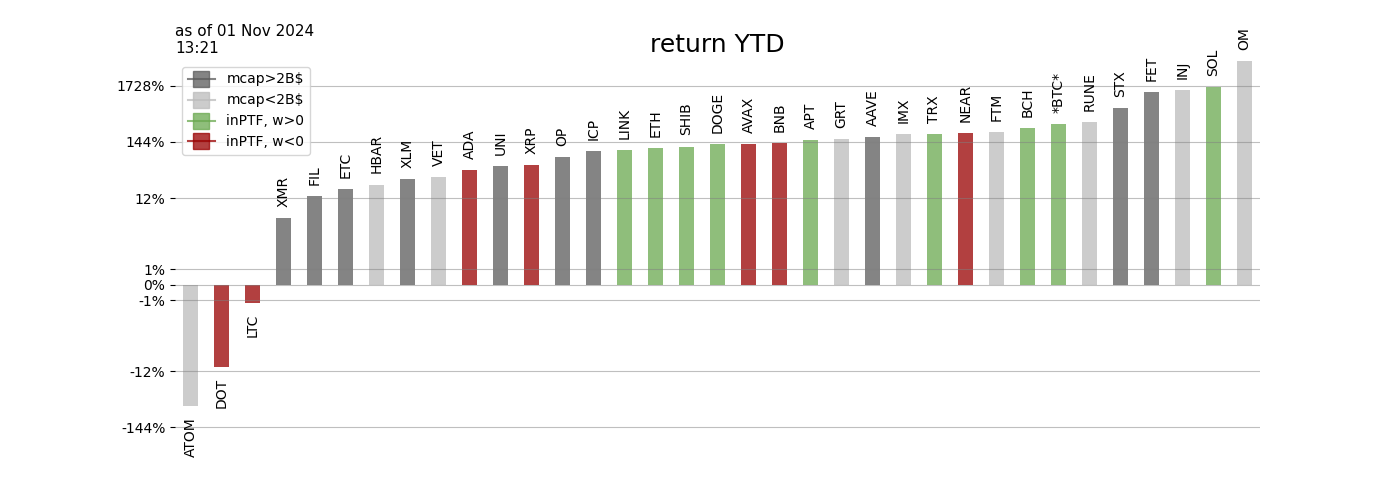 as of 01 Nov 2024
13:21
return YTD
mcap>2B$
mcap<2B$
inPTF, w>0
inPTF, w<0
1728%
144%
12%
1%
0%
-1%
-12%
-144%
ATOM
DOT
LTC
XMR
FIL
ETC
HBAR
XLM
VET
ADA
UNI
XRP
OP
ICP
LINK
ETH
SHIB
DOGE
AVAX
BNB
APT
GRT
AAVE
IMX
TRX
NEAR
FTM
BCH
*BTC*
RUNE
STX
FET
INJ
SOL
OM